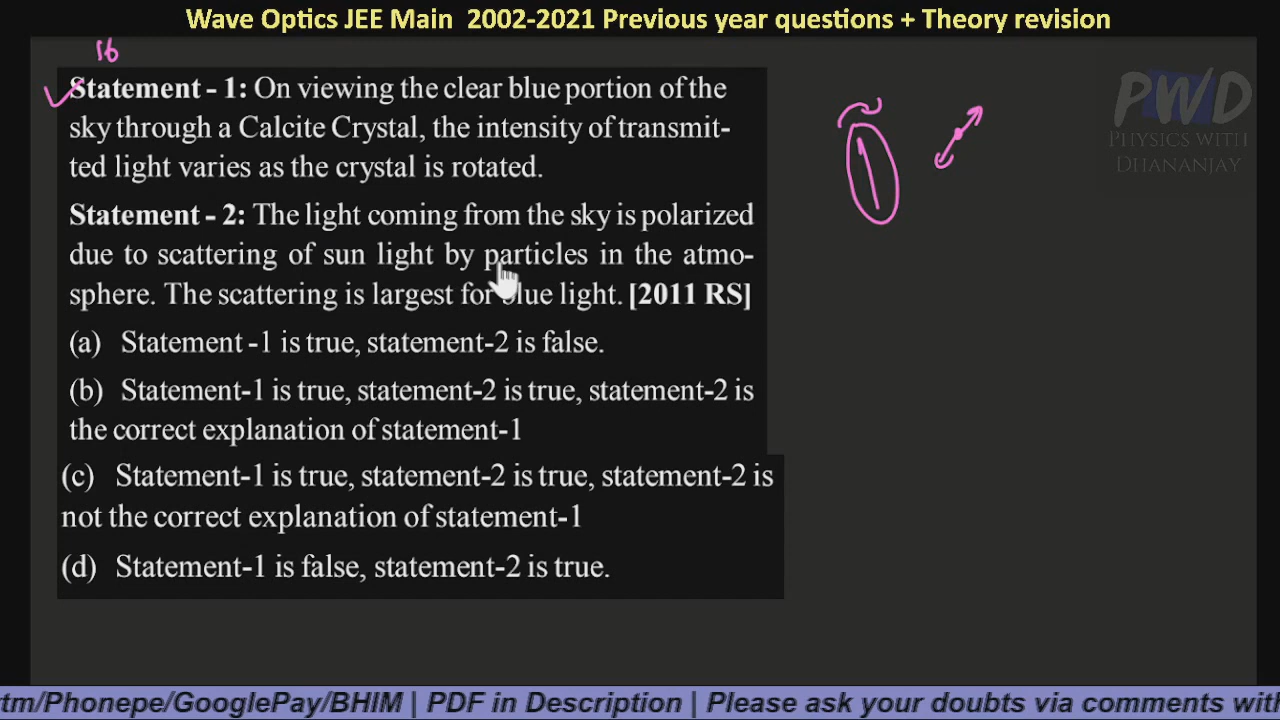 Wave Optics JEE Main 2002-2021 Previous year questions + Theory revision
16
Statement - 1: On viewing the clear blue portion of the
sky through a Calcite Crystal, the intensity of transmit-
ted light varies as the crystal is rotated.
Statement - 2: The light coming from the sky is polarized
due to scattering of sun light by particles in the atmo-
sphere. The scattering is largest for blue light. [2011 RS]
(a) Statement -1 is true, statement-2 is false.
(b) Statement-1 is true, statement-2 is true, statement-2 is
the correct explanation of statement-1
(c) Statement-1 is true, statement-2 is true, statement-2 is
not the correct explanation of statement-1
(d) Statement-1 is false, statement-2 is true.
PWD
PHYSICS WITH
DHANANJAY
tm/Phonepe/GooglePay/BHIM | PDF in Description | Please ask your doubts via comments with